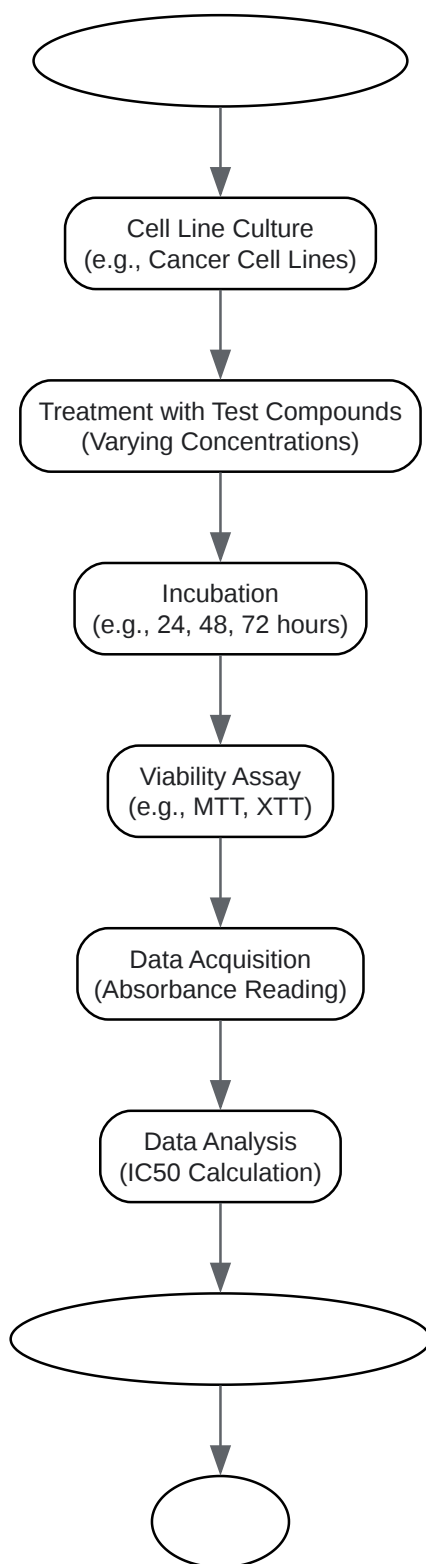 Cell Line Culture
(e.g., Cancer Cell Lines)
Treatment with Test Compounds
(Varying Concentrations)
Incubation
(e.g., 24, 48, 72 hours)
Viability Assay
(e.g., MTT, XTT)
Data Acquisition
(Absorbance Reading)
Data Analysis
(IC50 Calculation)